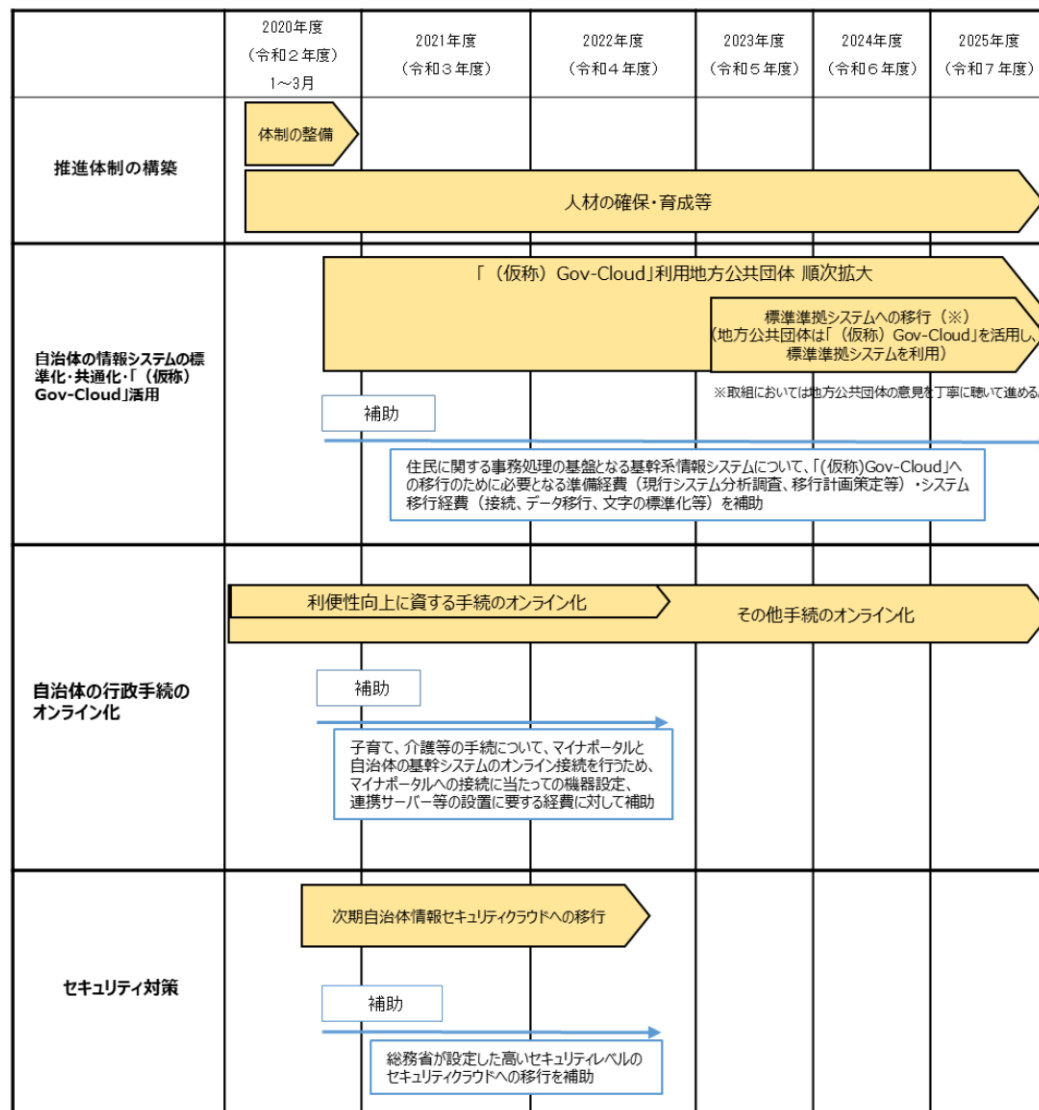 2020年度
(令和2年度)
1～3月
2021年度
(令和3年度)
2022年度
(令和4年度)
2023年度
(令和5年度)
2024年度
(令和6年度)
2025年度
(令和7年度)
推進体制の構築
体制の整備
人材の確保・育成等
自治体の情報システムの標
準化・共通化・「（仮称）
Gov-Cloud」活用
「（仮称）Gov-Cloud」利用地方公共団体 順次拡大
標準準拠システムへの移行（※）
（地方公共団体は「（仮称）Gov-Cloud」を活用し、
標準準拠システムを利用）
※取組においては地方公共団体の意見を丁寧に聴いて進める。
補助
住民に関する事務処理の基盤となる基幹系情報システムについて、「(仮称)Gov-Cloud」へ
の移行のために必要となる準備経費（現行システム分析調査、移行計画策定等）・システム
移行経費（接続、データ移行、文字の標準化等）を補助
自治体の行政手続の
オンライン化
利便性向上に資する手続のオンライン化
その他手続のオンライン化
補助
子育て、介護等の手続について、マイナポータルと
自治体の基幹システムのオンライン接続を行うため、
マイナポータルへの接続に当たっての機器設定、
連携サーバー等の設置に要する経費に対して補助
セキュリティ対策
次期自治体情報セキュリティクラウドへの移行
補助
総務省が設定した高いセキュリティレベルの
セキュリティクラウドへの移行を補助